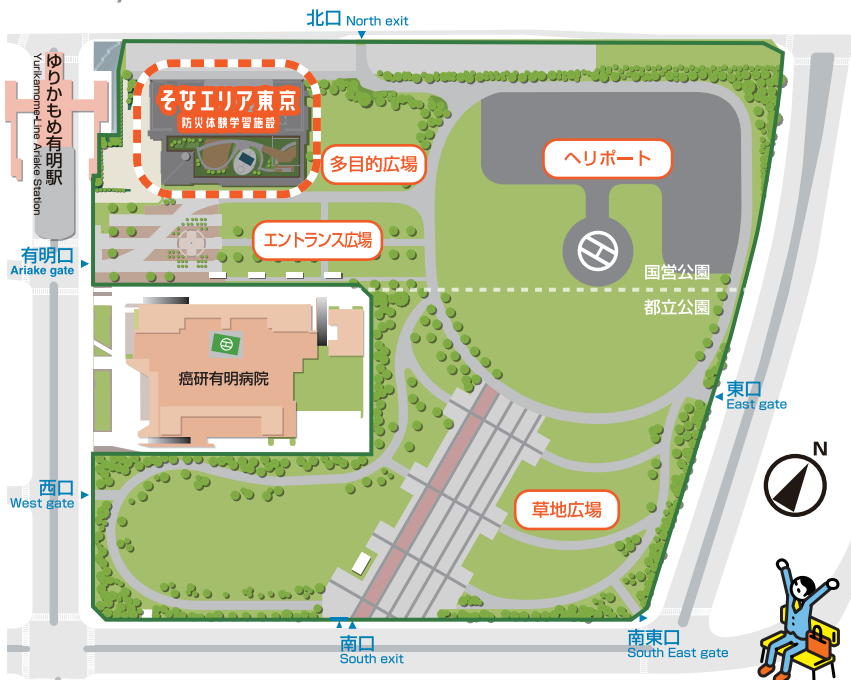 北口 North exit
ゆりかもめ有明駅
Yurikamome-Line Ariake Station
そなエリア東京
防災体験学習施設
多目的広場
ヘリポート
エントランス広場
有明口
Ariake gate
国営公園
都立公園
癌研有明病院
東口
East gate
N
西口
West gate
草地広場
南口
South exit
南東口
South East gate